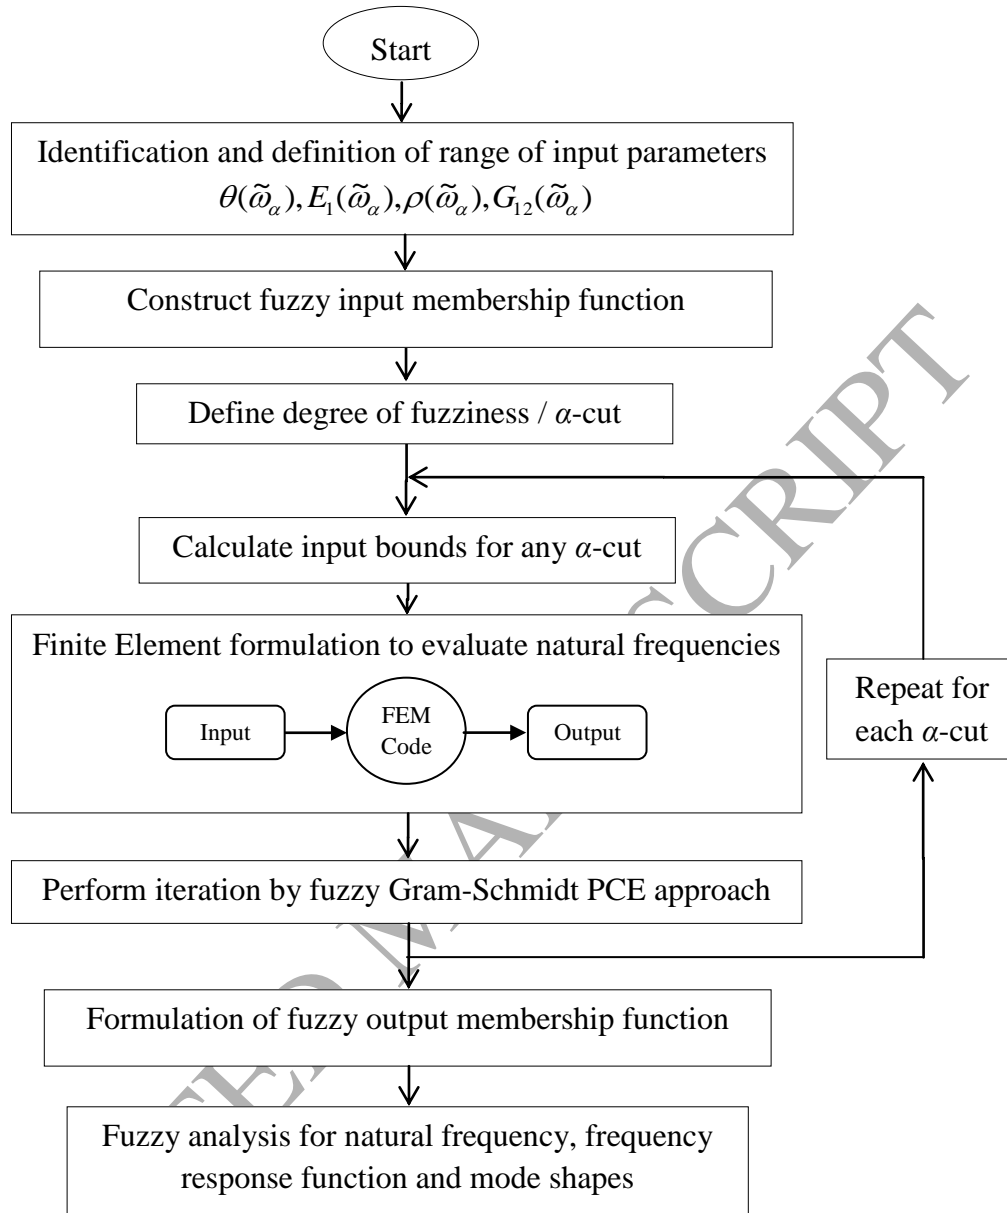 Start
Identification and definition of range of input parameters
θ(ω̃α), E1(ω̃α), ρ(ω̃α), G12(ω̃α)
Construct fuzzy input membership function
Define degree of fuzziness / α-cut
Calculate input bounds for any α-cut
Finite Element formulation to evaluate natural frequencies
Input
FEM
Code
Output
Repeat for
each α-cut
Perform iteration by fuzzy Gram-Schmidt PCE approach
Formulation of fuzzy output membership function
Fuzzy analysis for natural frequency, frequency
response function and mode shapes